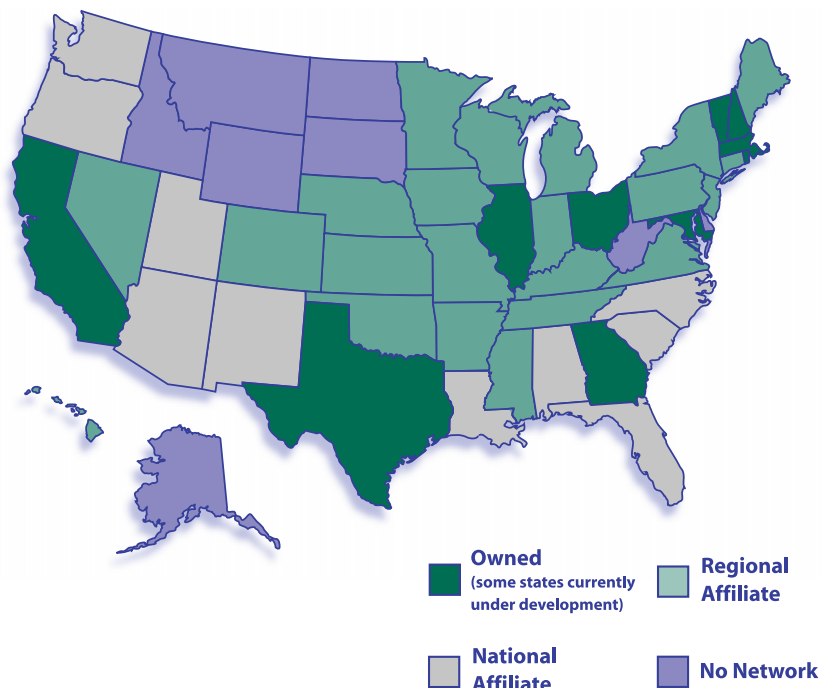 Owned
(some states currently
under development)
Regional
Affiliate
National
Affiliate
No Network